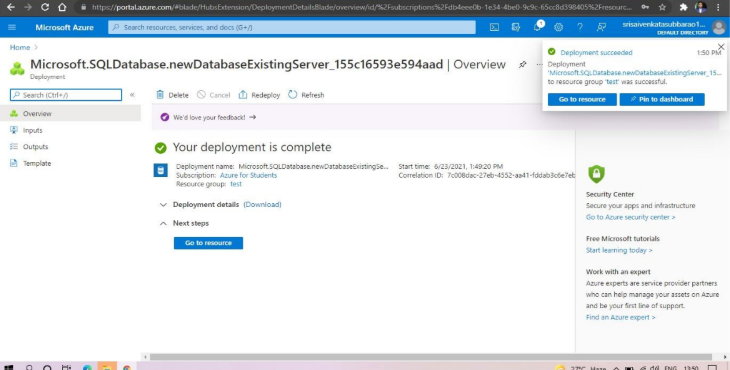 https://portal.azure.com/#blade/HubsExtension/DeploymentDetailsBlade/overview/id/%2Fsubscriptions%2Fdb4eee0b-1e34-4be0-9c9c-65cc8d398405%2Fresourc...
Microsoft Azure
Search resources, services, and docs (G+/)
1
srisaivenkatasubbarao1...
DEFAULT DIRECTORY
Home >
Microsoft.SQLDatabase.newDatabaseExistingServer_155c16593e594aad | Overview
Deployment
Deployment succeeded
1:50 PM
Deployment
'Microsoft.SQLDatabase.newDatabaseExistingServer_15...
to resource group 'test' was successful.
Go to resource
Pin to dashboard
Search (Ctrl+/)
«
Delete
Cancel
Redeploy
Refresh
Overview
Inputs
Outputs
Template
We'd love your feedback! →
Your deployment is complete
Deployment name: Microsoft.SQLDatabase.newDatabaseExistingSe...
Subscription: Azure for Students
Resource group: test
Start time: 6/23/2021, 1:49:20 PM
Correlation ID: 7c008dac-27eb-4552-aa41-fddab3c6e7eb
Deployment details (Download)
Next steps
Go to resource
Security Center
Secure your apps and infrastructure
Go to Azure security center >
Free Microsoft tutorials
Start learning today >
Work with an expert
Azure experts are service provider partners
who can help manage your assets on Azure
and be your first line of support.
Find an Azure expert >
27°C Haze
ENG
13:50